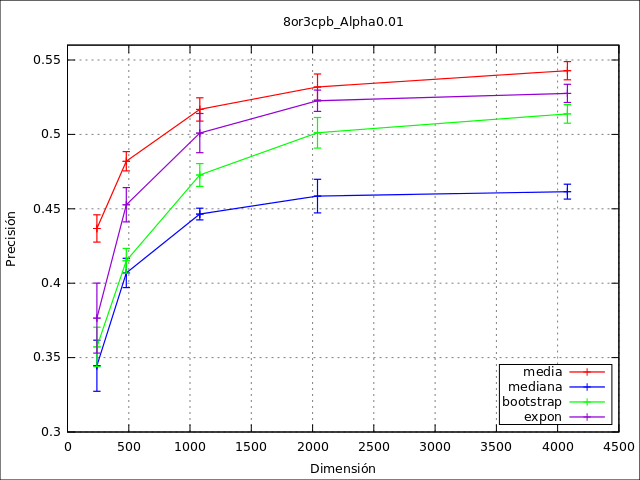 8or3cpb_Alpha0.01
Precisión
0.55
0.5
0.45
0.4
0.35
0.3
0 500 1000 1500 2000 2500 3000 3500 4000 4500
Dimensión
media
mediana
bootstrap
expon